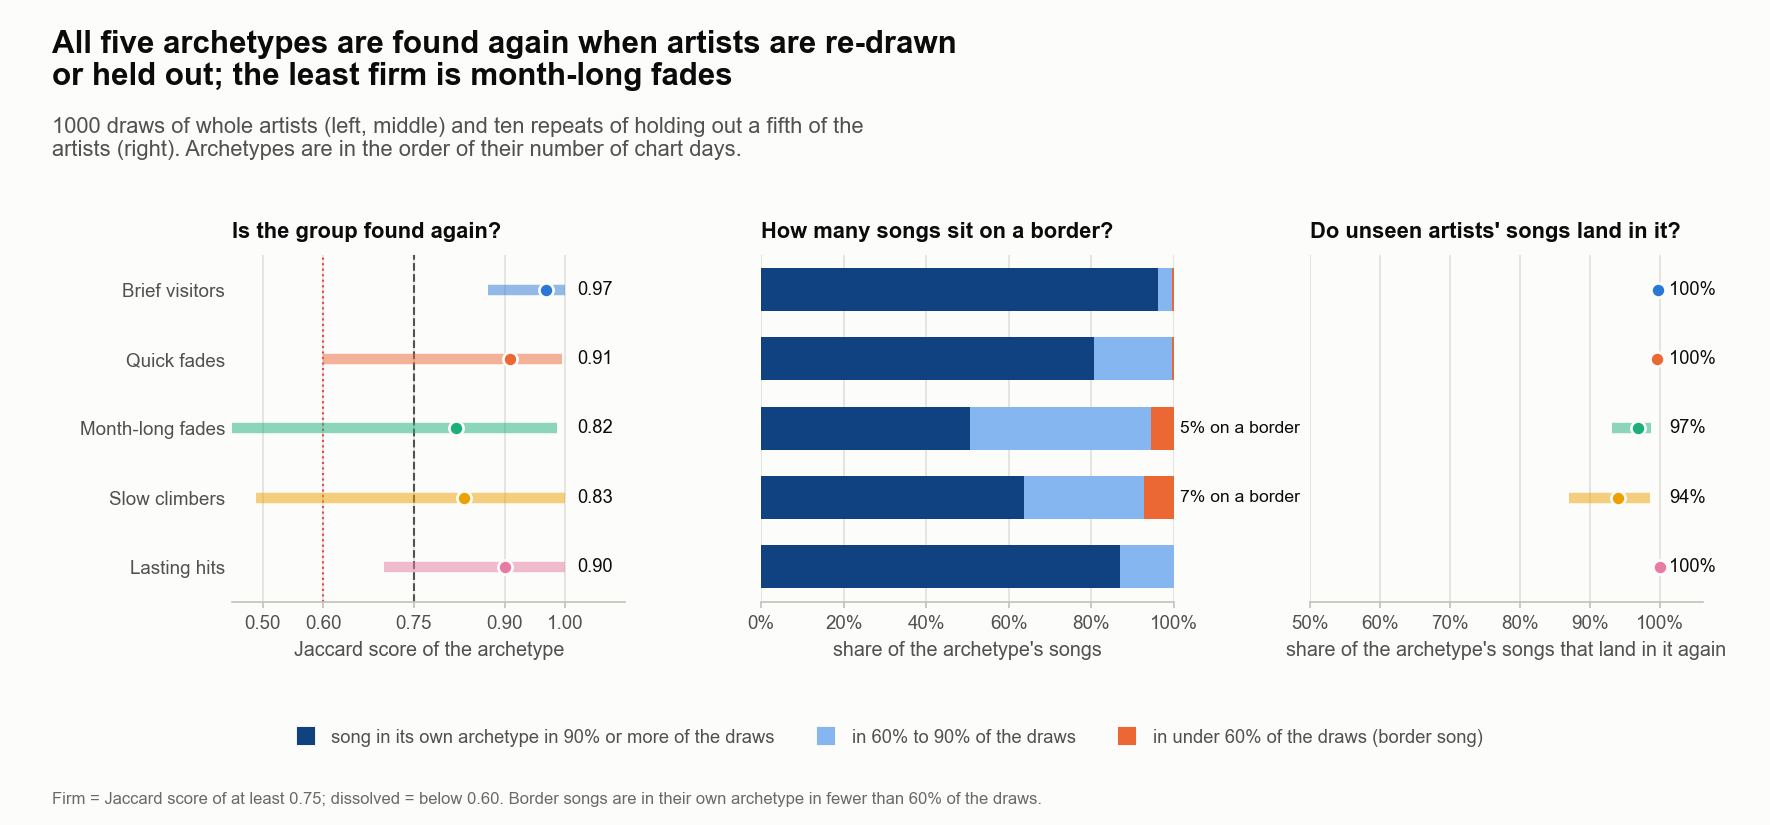 All five archetypes are found again when artists are re-drawn
or held out; the least firm is month-long fades
1000 draws of whole artists (left, middle) and ten repeats of holding out a fifth of the
artists (right). Archetypes are in the order of their number of chart days.
Is the group found again?
Brief visitors
0.97
Quick fades
0.91
Month-long fades
0.82
Slow climbers
0.83
Lasting hits
0.90
0.50 0.60 0.75 0.90 1.00
Jaccard score of the archetype
How many songs sit on a border?
5% on a border
7% on a border
0% 20% 40% 60% 80% 100%
share of the archetype's songs
Do unseen artists' songs land in it?
100%
100%
97%
94%
100%
50% 60% 70% 80% 90% 100%
share of the archetype's songs that land in it again
song in its own archetype in 90% or more of the draws
in 60% to 90% of the draws
in under 60% of the draws (border song)
Firm = Jaccard score of at least 0.75; dissolved = below 0.60. Border songs are in their own archetype in fewer than 60% of the draws.